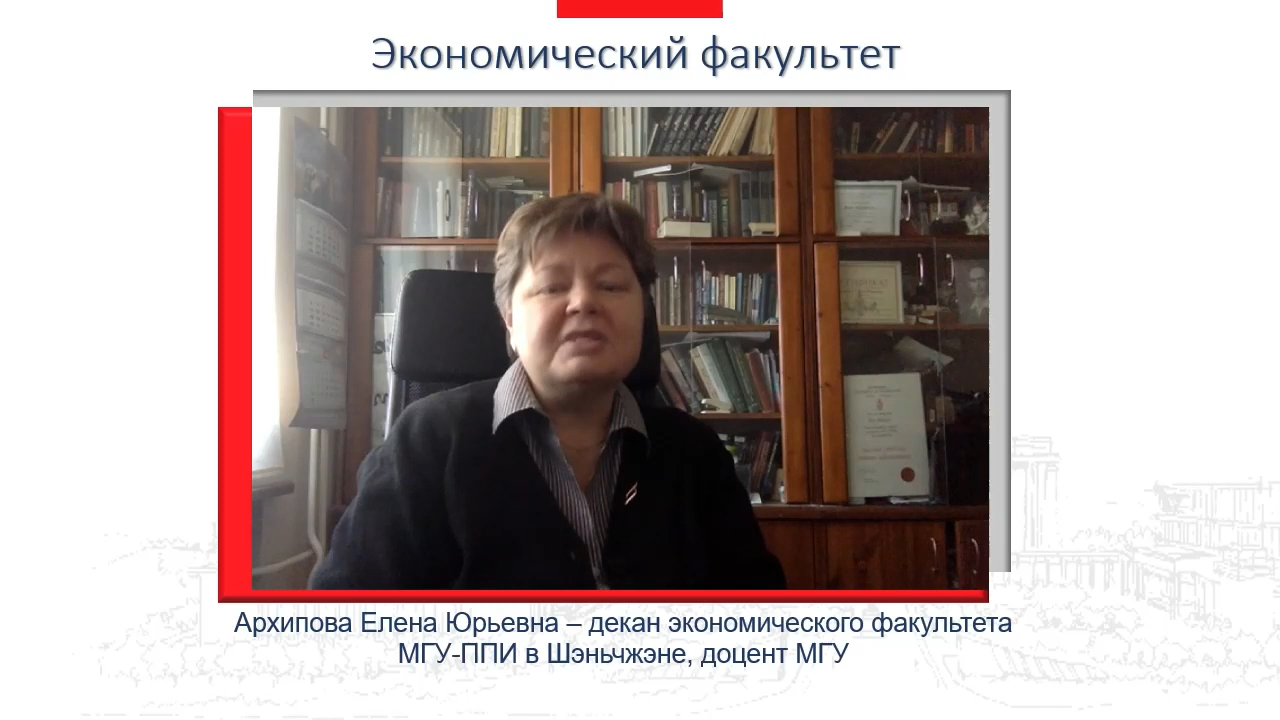 Экономический факультет
Архипова Елена Юрьевна – декан экономического факультета
МГУ-ППИ в Шэньчжэне, доцент МГУ